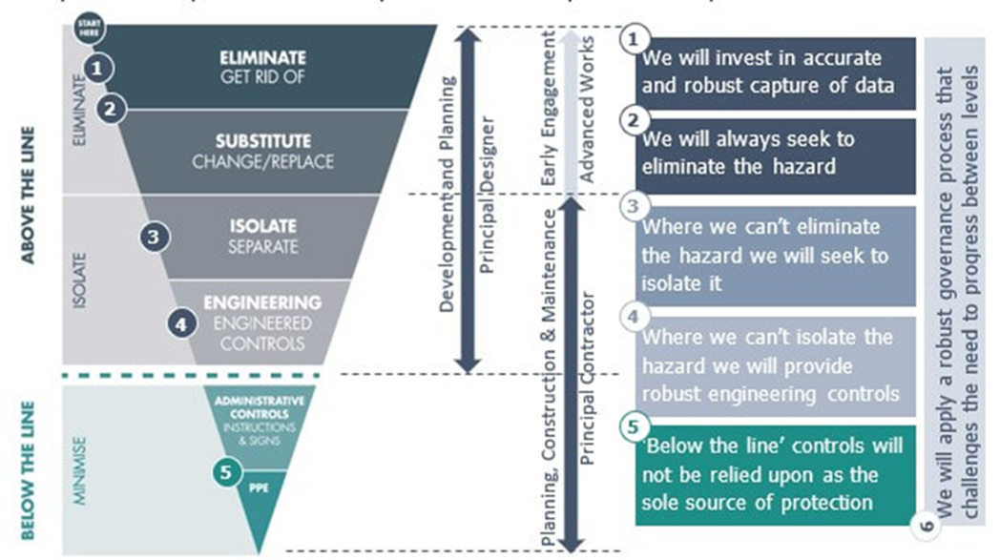 START
HERE
ABOVE THE LINE
ELIMINATE
1
2
ELIMINATE
GET RID OF
SUBSTITUTE
CHANGE/REPLACE
ISOLATE
3
ISOLATE
SEPARATE
4
ENGINEERING
ENGINEERED
CONTROLS
BELOW THE LINE
MINIMISE
ADMINISTRATIVE
CONTROLS
INSTRUCTIONS
& SIGNS
5
PPE
Development and Planning
Principal Designer
Early Engagement
Advanced Works
Planning, Construction & Maintenance
Principal Contractor
1
We will invest in accurate
and robust capture of data
2
We will always seek to
eliminate the hazard
3
Where we can't eliminate
the hazard we will seek to
isolate it
4
Where we can't isolate the
hazard we will provide
robust engineering controls
5
'Below the line' controls will
not be relied upon as the
sole source of protection
6
We will apply a robust governance process that
challenges the need to progress between levels